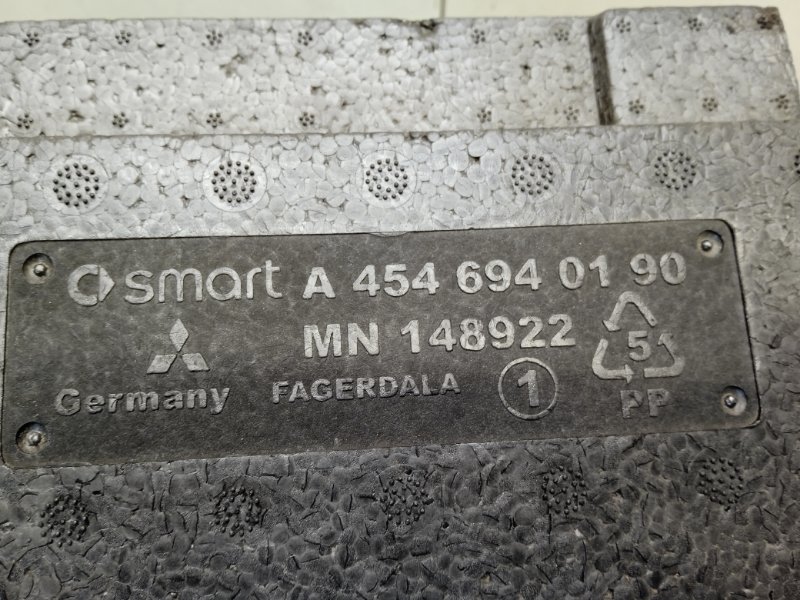 smart A 454 694 01 90
MN 148922
Germany FAGERDALA 1 5
PP